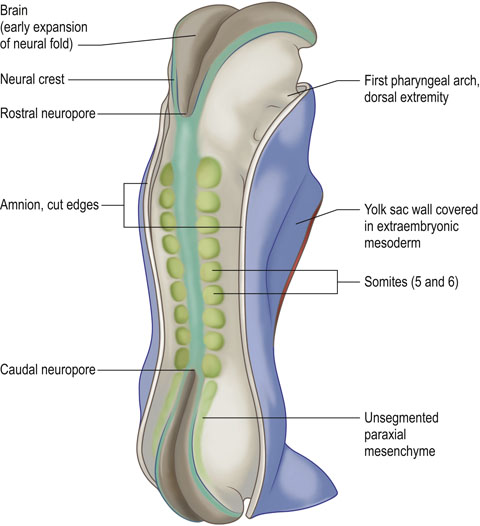 Brain
(early expansion
of neural fold)
Neural crest
Rostral neuropore
Amnion, cut edges
Caudal neuropore
First pharyngeal arch,
dorsal extremity
Yolk sac wall covered
in extraembryonic
mesoderm
Somites (5 and 6)
Unsegmented
paraxial
mesenchyme